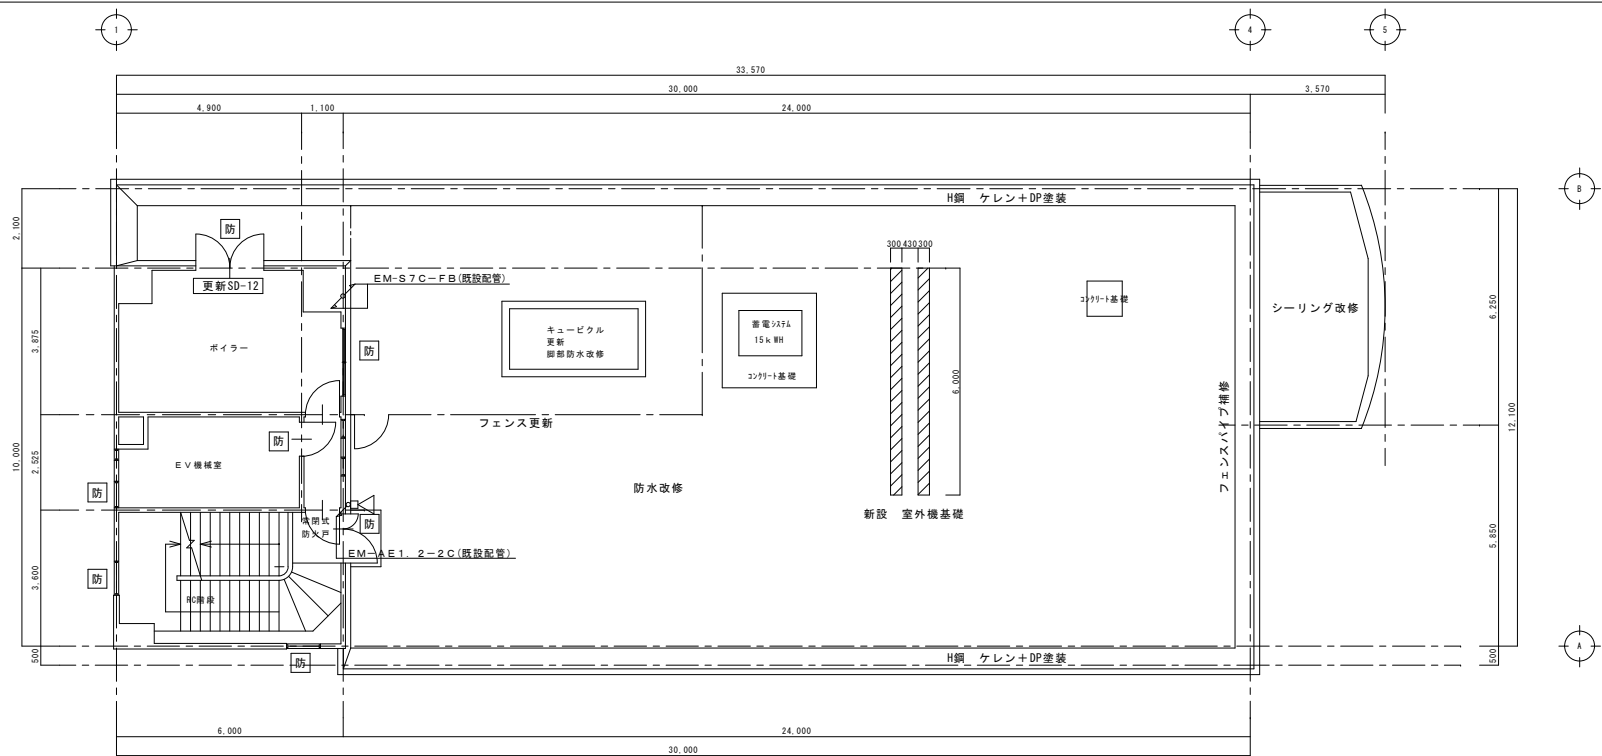 1
4
5
33,570
30,000
3,570
4,900
1,100
24,000
B
H鋼 ケレン+DP塗装
2,100
防
300
430
300
更新SD-12
EM-S7C-FB(既設配管)
キュービクル
更新
脚部防水改修
蓄電システム
15kWH
コンクリート基礎
コンクリート基礎
シーリング改修
6,250
3,875
ボイラー
防
6,000
フェンスパイプ補修
12,100
フェンス更新
防
10,000
2,525
EV機械室
防
防水改修
新設 室外機基礎
常閉式
防火戸
防
EM-AE1.2-2C(既設配管)
5,850
3,600
防
RC階段
500
防
H鋼 ケレン+DP塗装
500
A
6,000
24,000
30,000